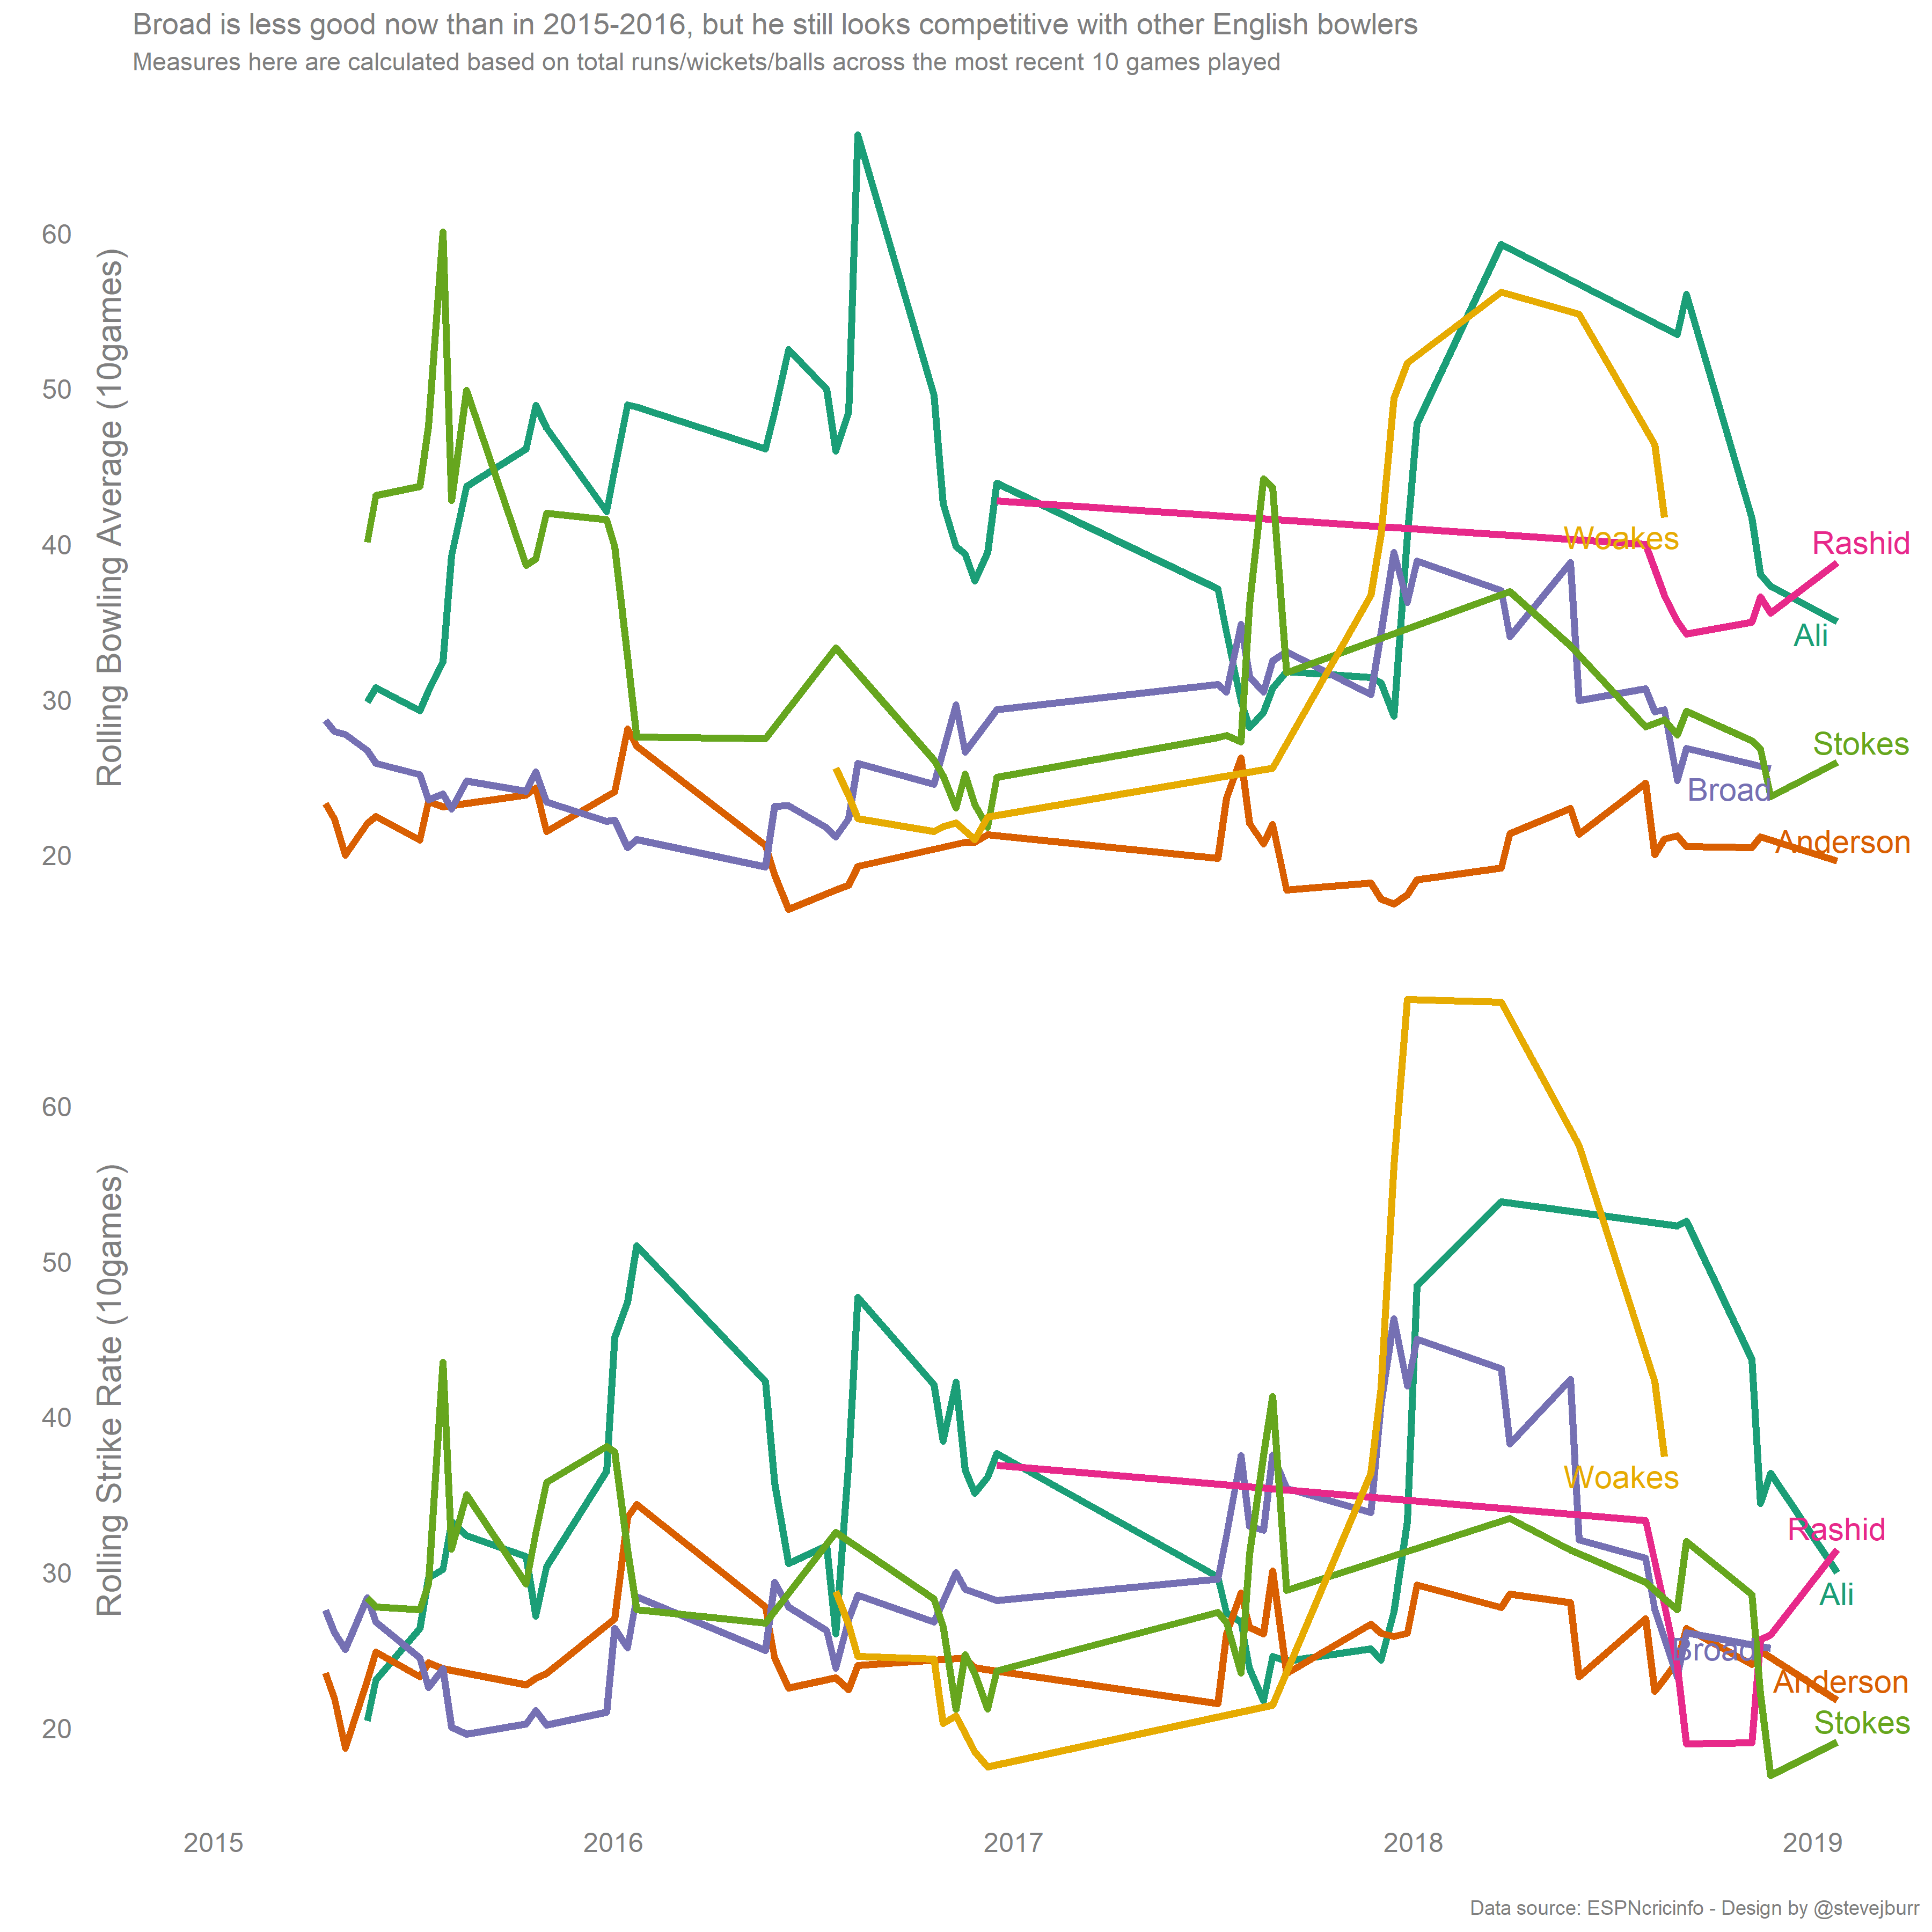 Broad is less good now than in 2015-2016, but he still looks competitive with other English bowlers
Measures here are calculated based on total runs/wickets/balls across the most recent 10 games played
Rolling Bowling Average (10games)
60
50
40
30
20
Woakes
Rashid
Ali
Stokes
Broad
Anderson
Rolling Strike Rate (10games)
60
50
40
30
20
Woakes
Rashid
Ali
Broad
Anderson
Stokes
2015 2016 2017 2018 2019
Data source: ESPNcricinfo - Design by @stevejburr